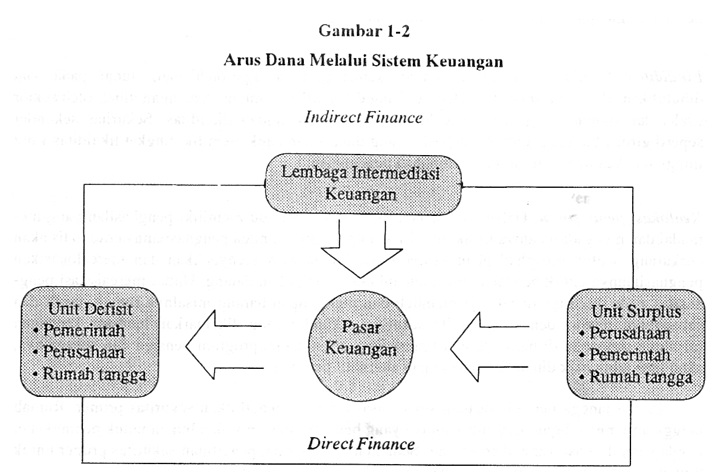 Gambar 1-2
Arus Dana Melalui Sistem Keuangan
Indirect Finance
Lembaga Intermediasi
Keuangan
Unit Defisit
• Pemerintah
• Perusahaan
• Rumah tangga
Pasar
Keuangan
Unit Surplus
• Perusahaan
• Pemerintah
• Rumah tangga
Direct Finance